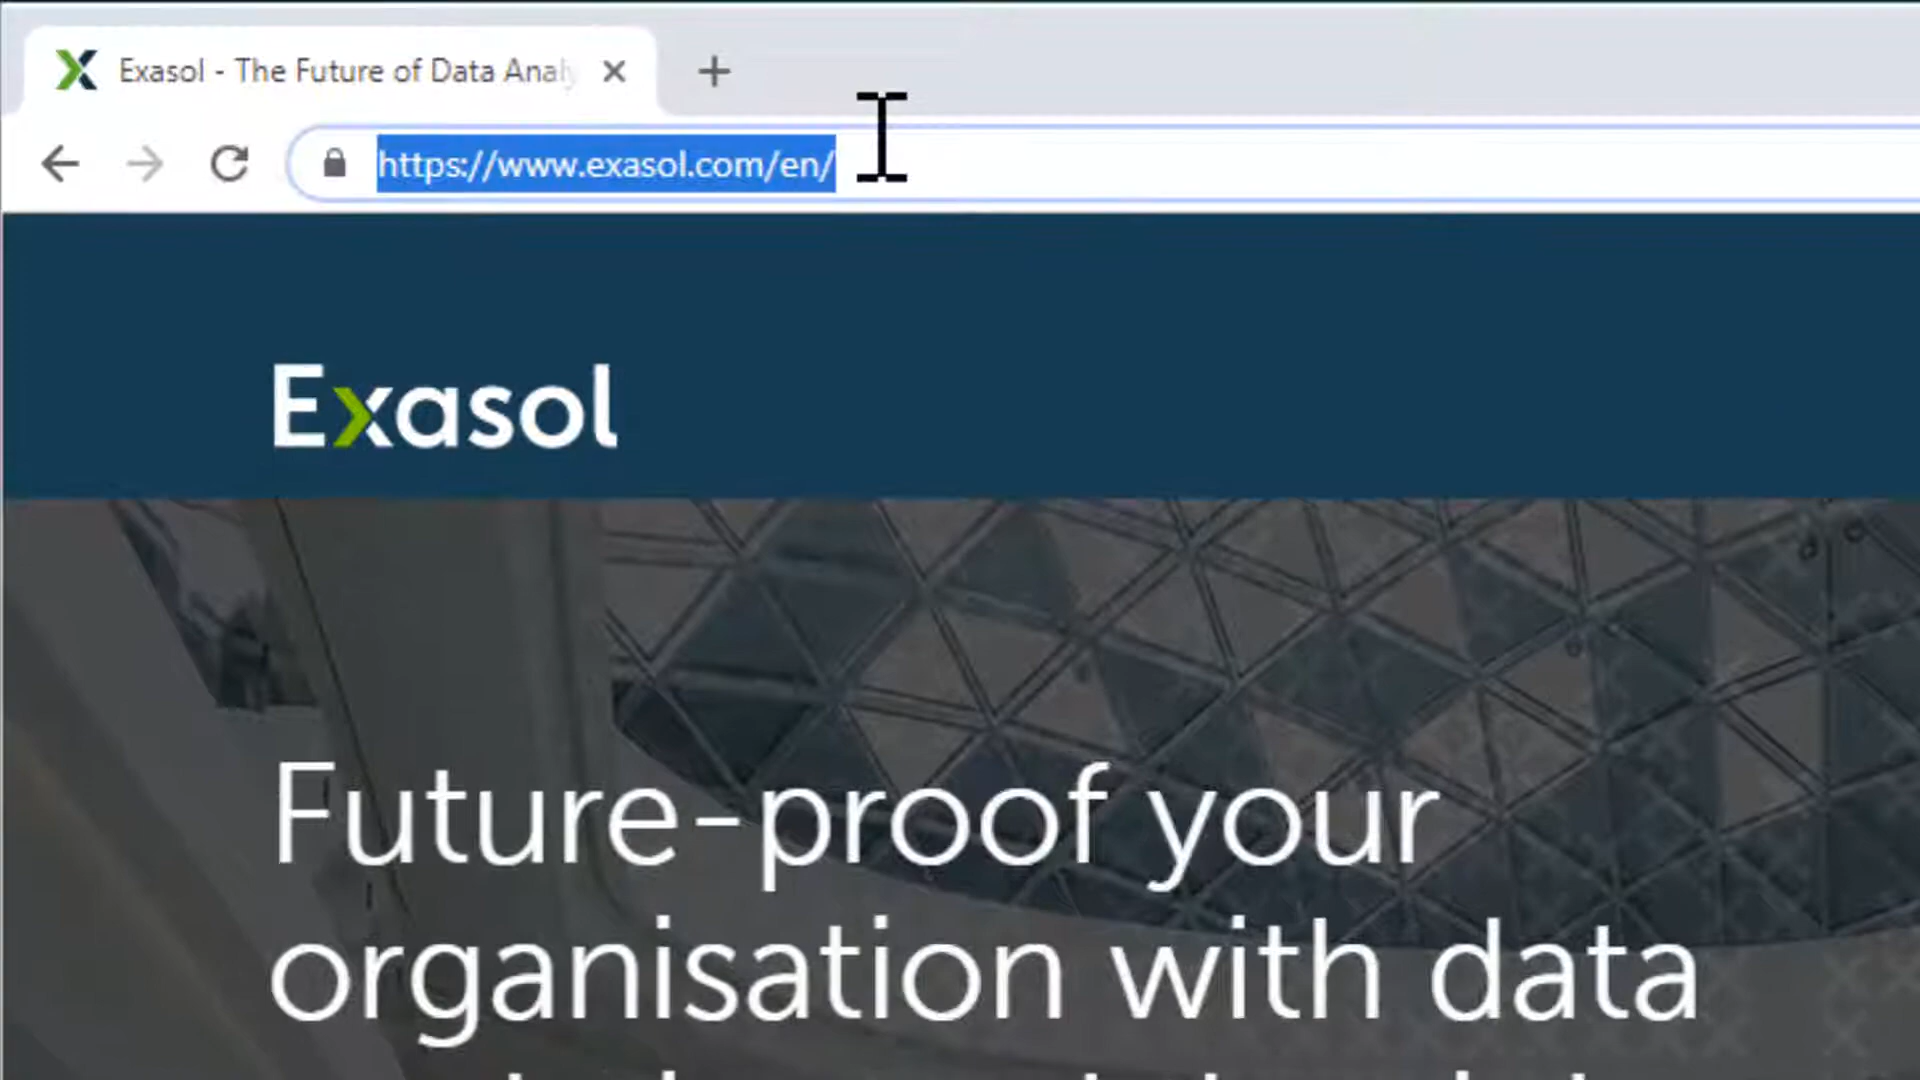 Exasol - The Future of Data Analy
https://www.exasol.com/en/
Exasol
Future-proof your
organisation with data